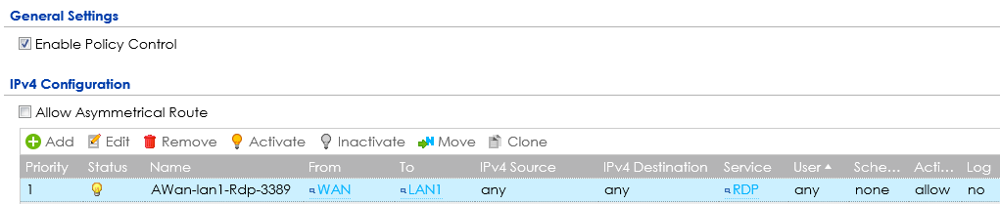 General Settings
Enable Policy Control
IPv4 Configuration
Allow Asymmetrical Route
Add Edit Remove Activate Inactivate Move Clone
Priority Status Name From To IPv4 Source IPv4 Destination Service User Sche... Acti... Log
1 AWan-lan1-Rdp-3389 WAN LAN1 any any RDP any none allow no